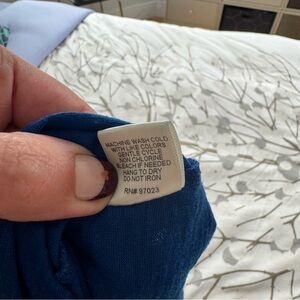 MACHINE WASH COLD
WITH LIKE COLORS
GENTLE CYCLE
NON CHLORINE
BLEACH IF NEEDED
HANG TO DRY
DO NOT IRON
RN# 97023